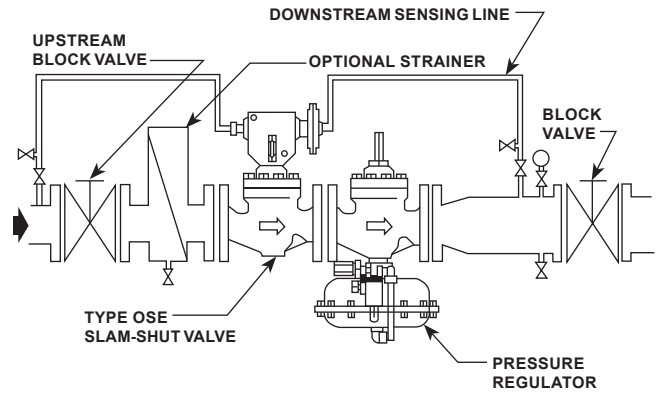 DOWNSTREAM SENSING LINE
UPSTREAM
BLOCK VALVE
OPTIONAL STRAINER
BLOCK
VALVE
TYPE OSE
SLAM-SHUT VALVE
PRESSURE
REGULATOR